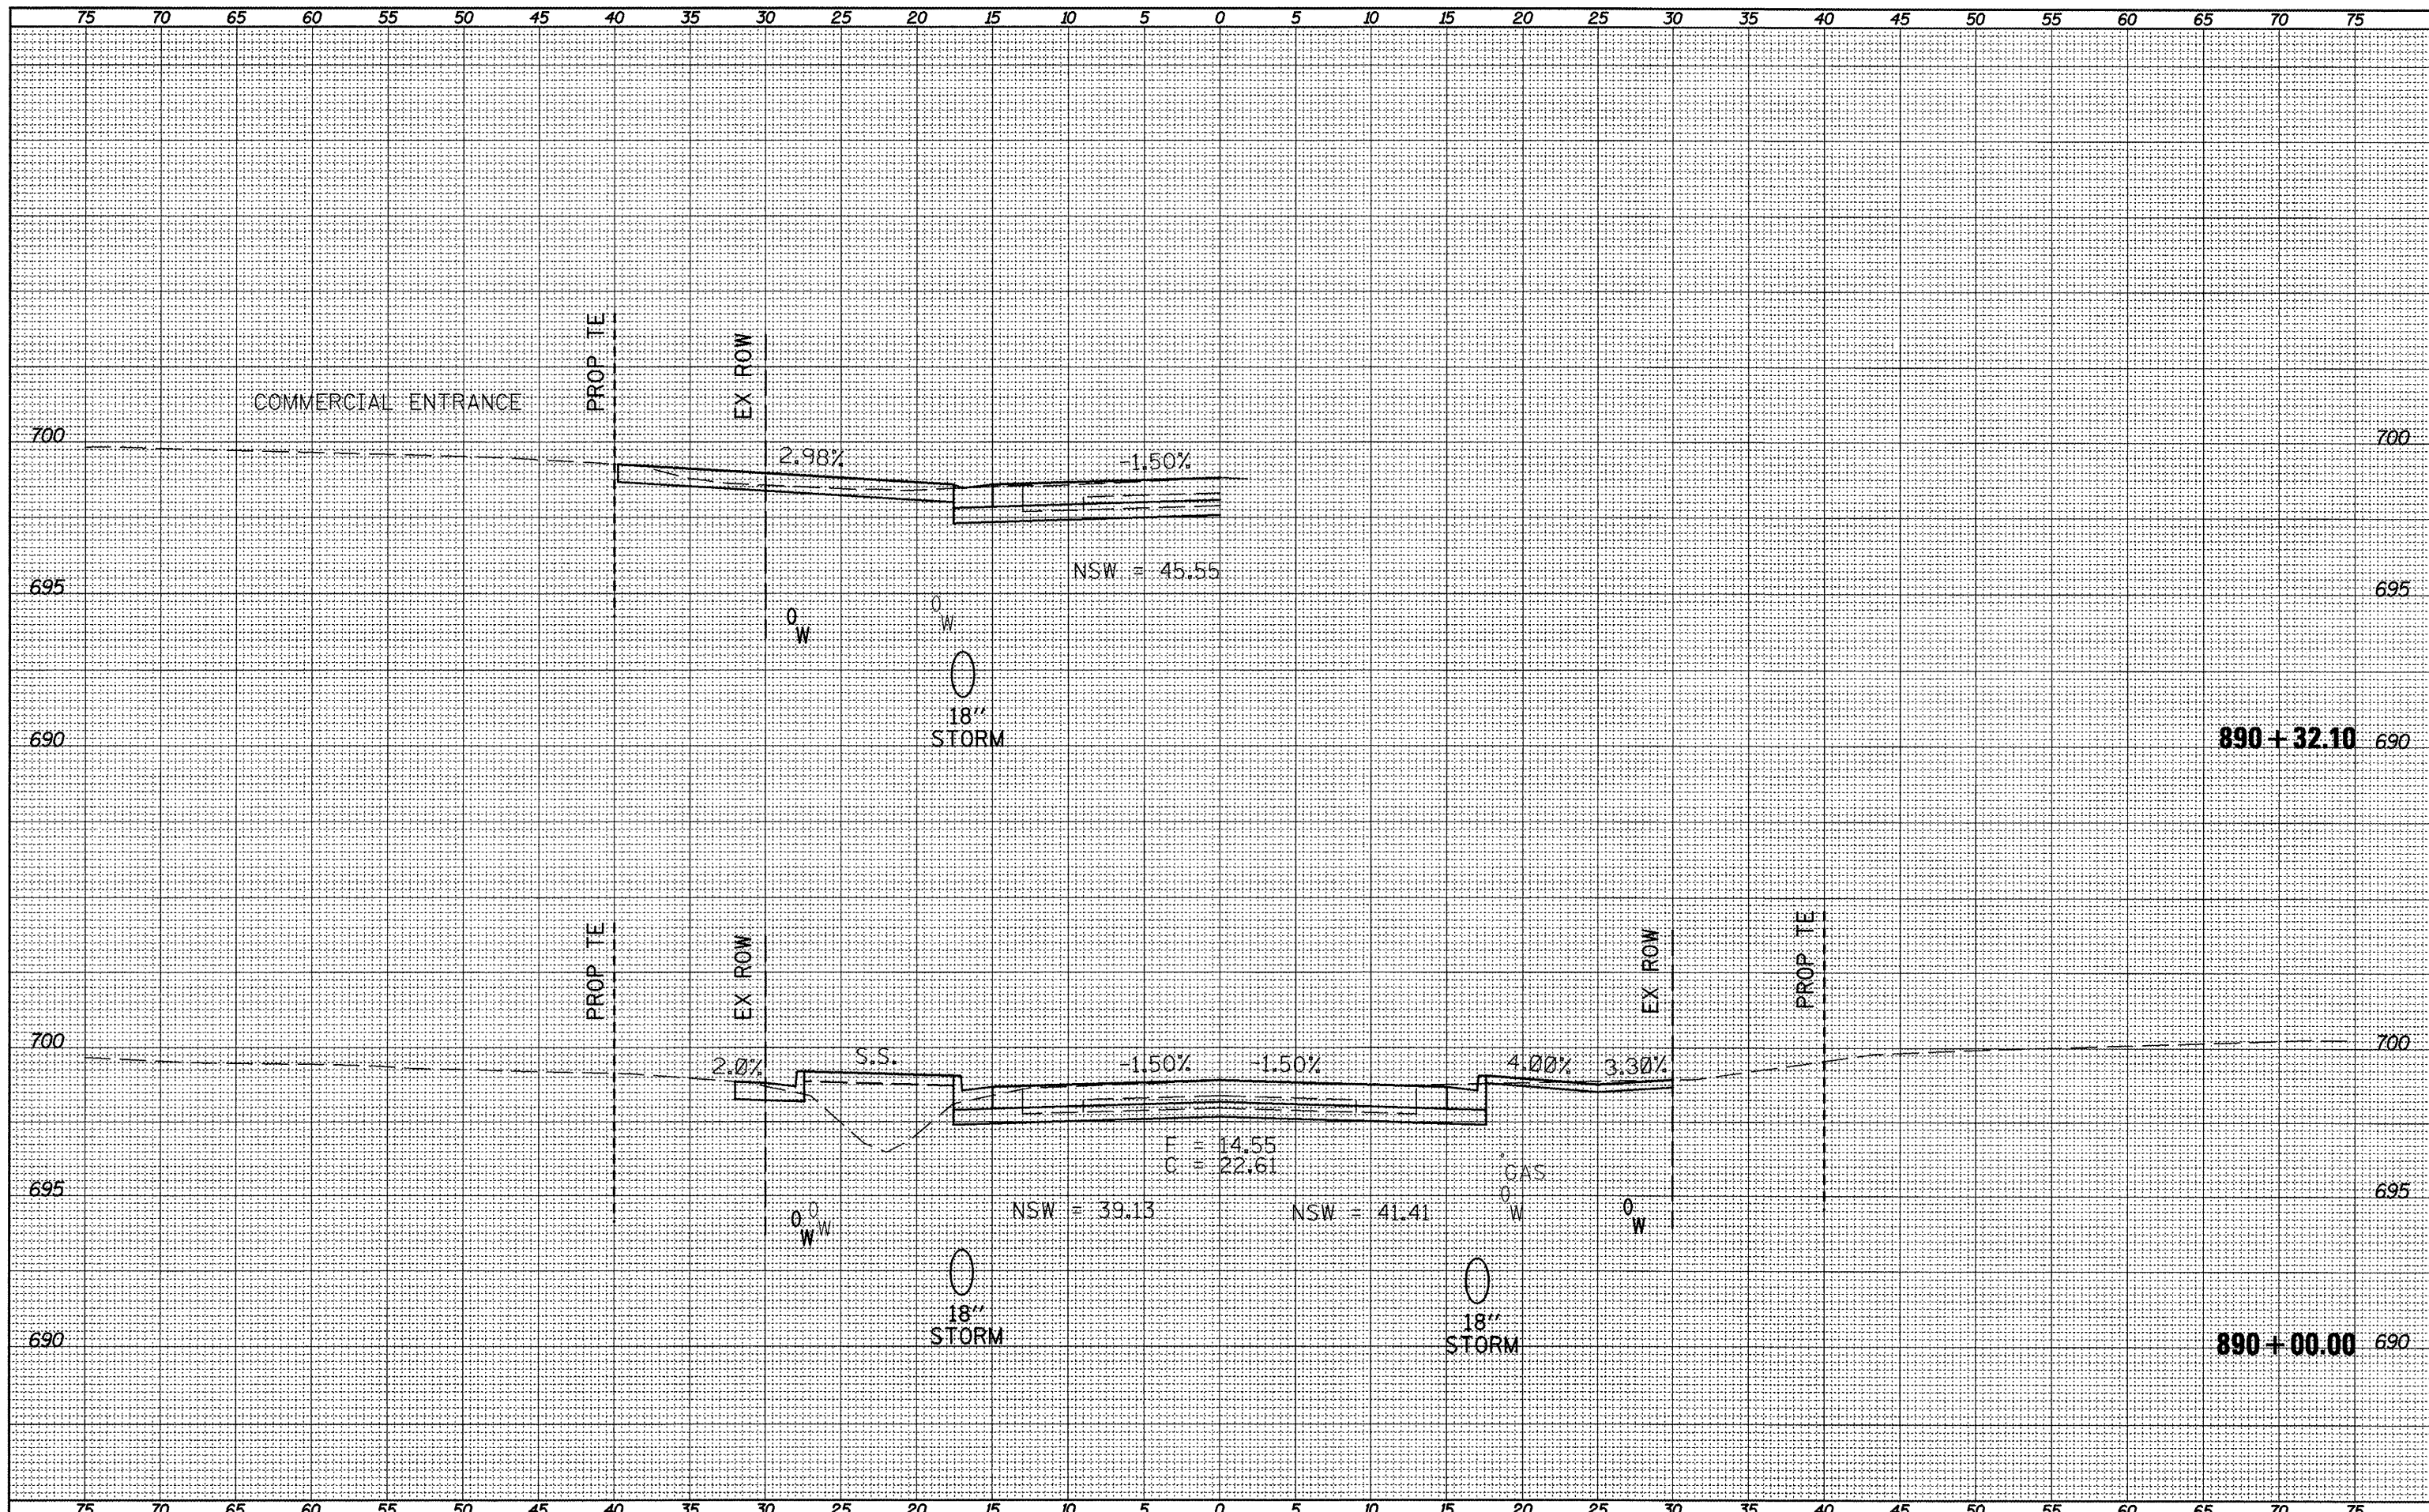 75 70 65 60 55 50 45 40 35 30 25 20 15 10 5 0 5 10 15 20 25 30 35 40 45 50 55 60 65 70 75
PROP TE
EX ROW
COMMERCIAL ENTRANCE
700
2.98%
-1.50%
700
NSW = 45.55
695
695
0
W
0
W
18"
STORM
690
890 + 32.10
690
PROP TE
EX ROW
EX ROW
PROP TE
700
2.0%
S.S.
-1.50%
-1.50%
4.00%
3.30%
700
= 14.55
C = 22.61
GAS
695
695
0
W
0
W
NSW = 39.13
NSW = 41.41
0
W
0
W
18"
STORM
18"
STORM
690
890 + 00.00
690
75 70 65 60 55 50 45 40 35 30 25 20 15 10 5 0 5 10 15 20 25 30 35 40 45 50 55 60 65 70 75